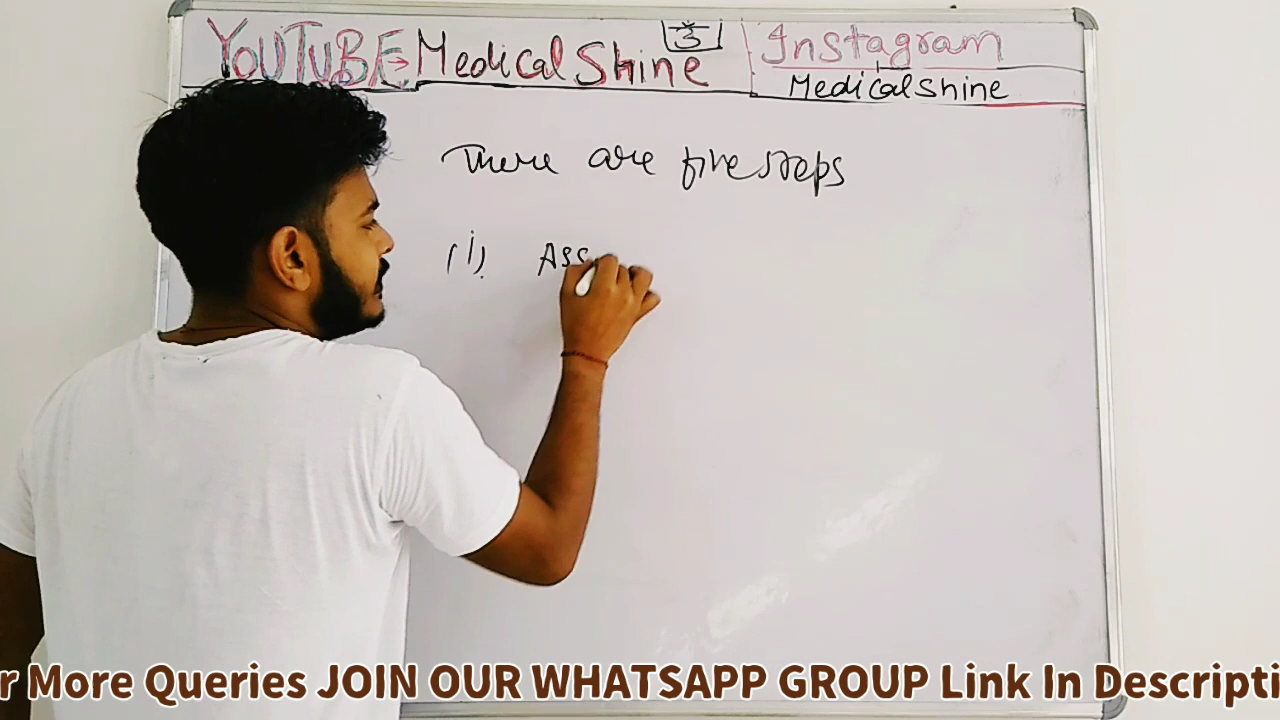 YOUTUBE → Medical Shine
ॐ
Instagram
Medicalshine
There are five steps
(i) Ass
r More Queries JOIN OUR WHATSAPP GROUP Link In Descripti